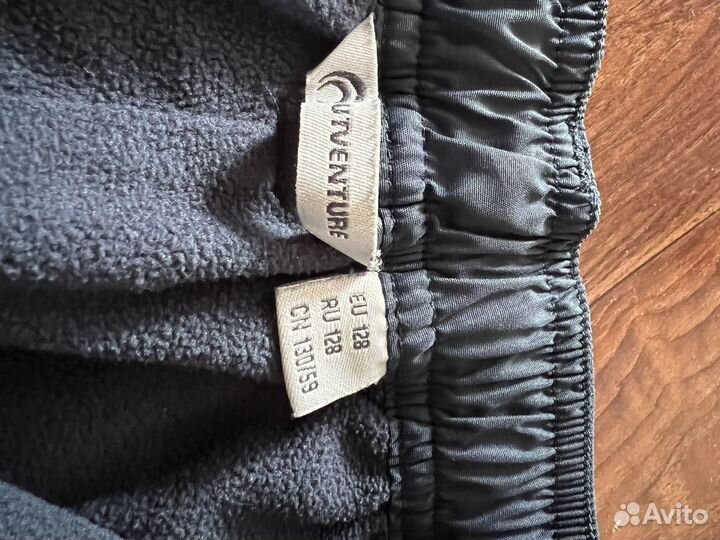 OUTVENTURE
EU 128
RU 128
CN 130/59
Avito